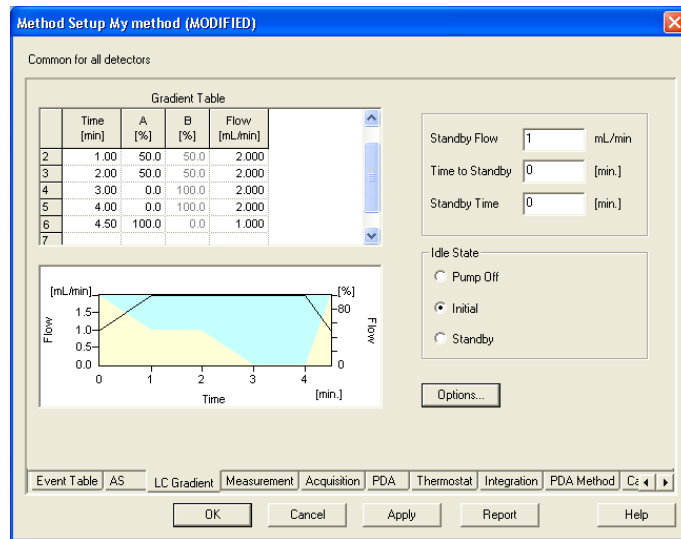 Method Setup My method (MODIFIED)
Common for all detectors
Gradient Table
Time [min] A [%] B [%] Flow [mL/min]
2 1.00 50.0 50.0 2.000
3 2.00 50.0 50.0 2.000
4 3.00 0.0 100.0 2.000
5 4.00 0.0 100.0 2.000
6 4.50 100.0 0.0 1.000
7
Standby Flow 1 mL/min
Time to Standby 0 [min.]
Standby Time 0 [min.]
Idle State
Pump Off
Initial
Standby
Options...
[mL/min] [%]
1.5 80
1.0
Flow Flow
0.5
0.0 0
0 1 2 3 4 [min.]
Time
Event Table AS LC Gradient Measurement Acquisition PDA Thermostat Integration PDA Method
OK Cancel Apply Report Help